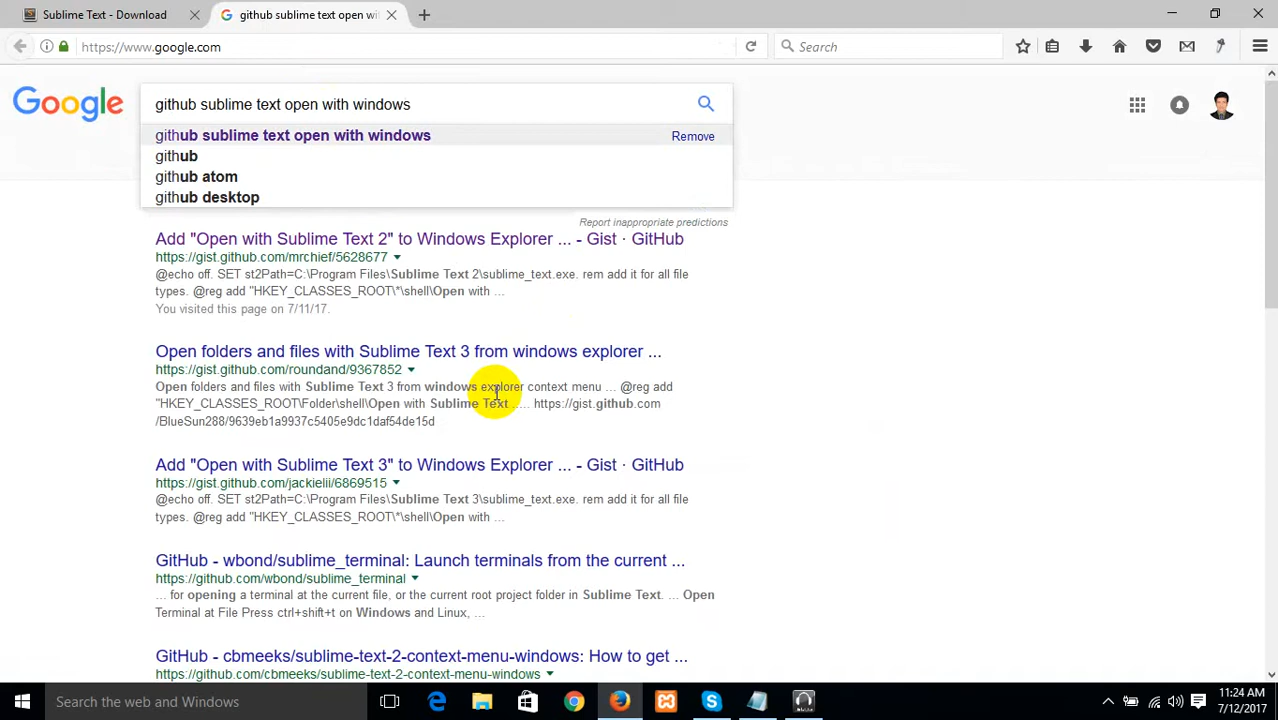 Sublime Text - Download
github sublime text open wi
https://www.google.com
Search
Google
github sublime text open with windows
github sublime text open with windows
Remove
github
github atom
github desktop
Report inappropriate predictions
Add "Open with Sublime Text 2" to Windows Explorer ... - Gist · GitHub
https://gist.github.com/mrchief/5628677
@echo off. SET st2Path=C:\Program Files\Sublime Text 2\sublime_text.exe. rem add it for all file
types. @reg add "HKEY_CLASSES_ROOT\*\shell\Open with ...
You visited this page on 7/11/17.
Open folders and files with Sublime Text 3 from windows explorer ...
https://gist.github.com/roundand/9367852
Open folders and files with Sublime Text 3 from windows explorer context menu ... @reg add
"HKEY_CLASSES_ROOT\Folder\shell\Open with Sublime Text ..... https://gist.github.com
/BlueSun288/9639eb1a9937c5405e9dc1daf54de15d
Add "Open with Sublime Text 3" to Windows Explorer ... - Gist · GitHub
https://gist.github.com/jackielii/6869515
@echo off. SET st2Path=C:\Program Files\Sublime Text 3\sublime_text.exe. rem add it for all file
types. @reg add "HKEY_CLASSES_ROOT\*\shell\Open with ...
GitHub - wbond/sublime_terminal: Launch terminals from the current ...
https://github.com/wbond/sublime_terminal
... for opening a terminal at the current file, or the current root project folder in Sublime Text. ... Open
Terminal at File Press ctrl+shift+t on Windows and Linux, ...
GitHub - cbmeeks/sublime-text-2-context-menu-windows: How to get ...
https://github.com/cbmeeks/sublime-text-2-context-menu-windows
Search the web and Windows
11:24 AM
7/12/2017